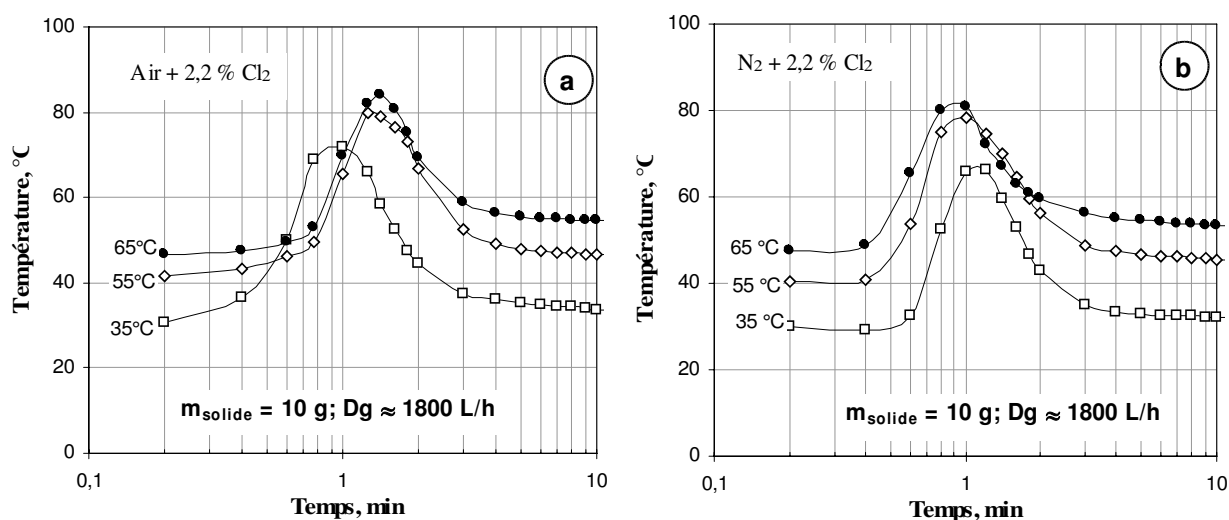 100
80
60
40
20
0
Température, °C
Air + 2,2 % Cl₂
a
65°C
55°C
35°C
m solide = 10 g; Dg ≈ 1800 L/h
0,1
1
10
Temps, min
100
80
60
40
20
0
Température, °C
N₂ + 2,2 % Cl₂
b
65 °C
55 °C
35 °C
m solide = 10 g; Dg ≈ 1800 L/h
0,1
1
10
Temps, min